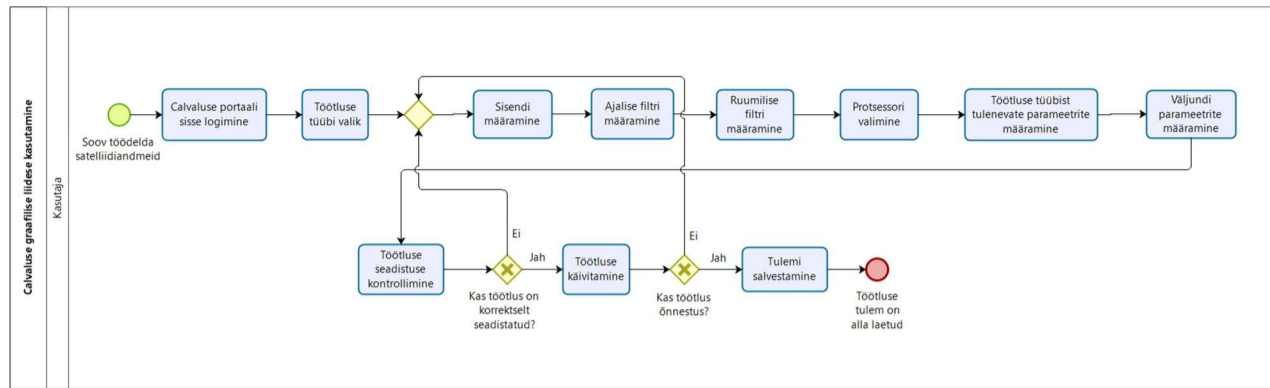 Calvaluse graafilise liidese kasutamine
Kasutaja
Soov töödelda
satelliidiandmeid
Calvaluse portaali
sisse logimine
Töötluse
tüübi valik
Sisendi
määramine
Ajalise filtri
määramine
Ruumilise
filtri
määramine
Protsessori
valimine
Töötluse tüübist
tulenevate parameetrite
määramine
Väljundi
parameetrite
määramine
Töötluse
seadistuse
kontrollimine
Ei
Jah
Kas töötlus on
korrektselt
seadistatud?
Töötluse
käivitamine
Ei
Jah
Kas töötlus
õnnestus?
Tulemi
salvestamine
Töötluse
tulem on
alla laetud